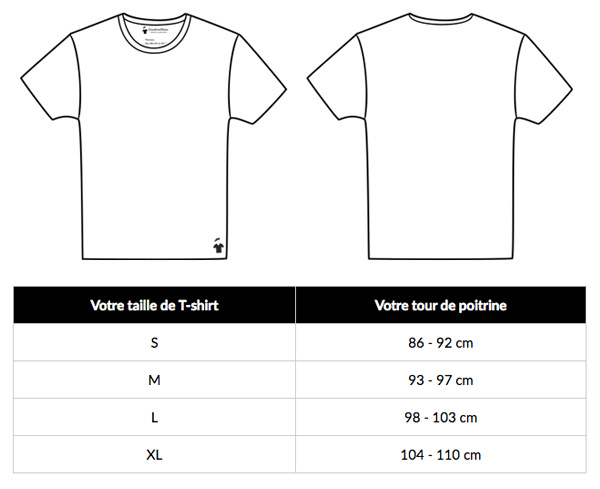 Votre taille de T-shirt Votre tour de poitrine
S 86 - 92 cm
M 93 - 97 cm
L 98 - 103 cm
XL 104 - 110 cm